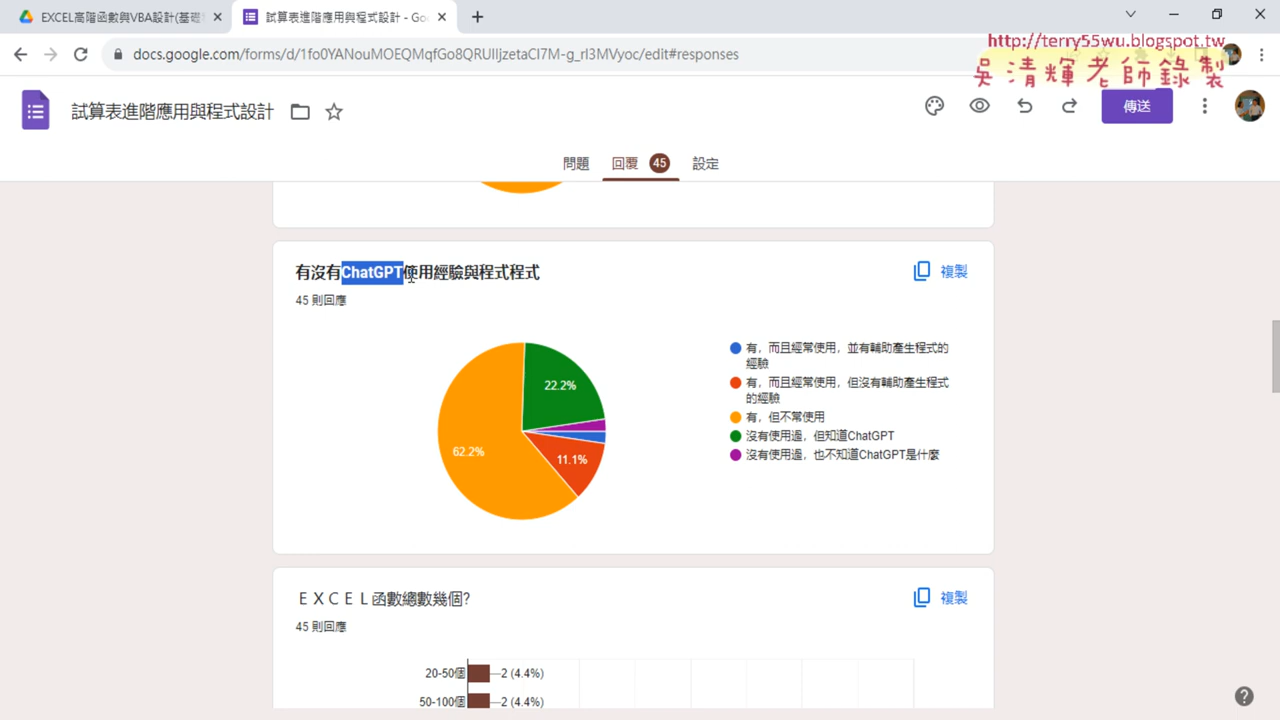 EXCEL高階函數與VBA設計(基礎
試算表進階應用與程式設計 - Goo
docs.google.com/forms/d/1fo0YANouMOEQMqfGo8QRUIljzetaCI7M-g_rI3MVyoc/edit#responses
http://terry55wu.blogspot.tw
吳清輝老師錄製
試算表進階應用與程式設計
傳送
問題
回覆 45
設定
有沒有ChatGPT使用經驗與程式程式
複製
45 則回應
22.2%
62.2%
11.1%
有，而且經常使用，並有輔助產生程式的
經驗
有，而且經常使用，但沒有輔助產生程式
的經驗
有，但不常使用
沒有使用過，但知道ChatGPT
沒有使用過，也不知道ChatGPT是什麼
ＥＸＣＥＬ函數總數幾個?
複製
45 則回應
20-50個
2 (4.4%)
50-100個
2 (4.4%)